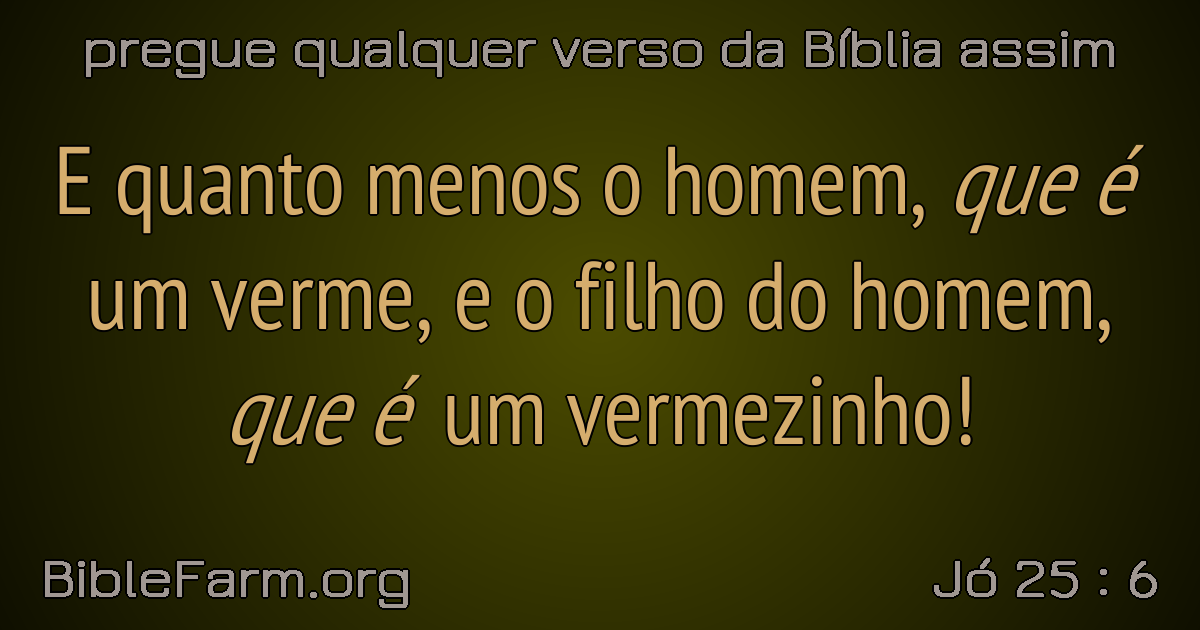 pregue qualquer verso da Bíblia assim
E quanto menos o homem, que é
um verme, e o filho do homem,
que é um vermezinho!
BibleFarm.org
Jó 25 : 6